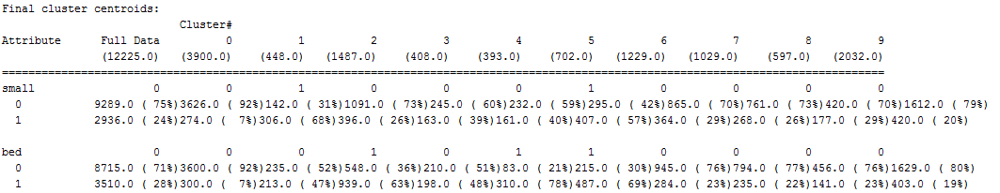 Final cluster centroids:
Cluster#
Attribute Full Data 0 1 2 3 4 5 6 7 8 9
(12225.0) (3900.0) (448.0) (1487.0) (408.0) (393.0) (702.0) (1229.0) (1029.0) (597.0) (2032.0)
================================================================================
small 0 0 1 0 0 0 1 0 0 0 0
0 9289.0 ( 75%)3626.0 ( 92%)142.0 ( 31%)1091.0 ( 73%)245.0 ( 60%)232.0 ( 59%)295.0 ( 42%)865.0 ( 70%)761.0 ( 73%)420.0 ( 70%)1612.0 ( 79%)
1 2936.0 ( 24%)274.0 ( 7%)306.0 ( 68%)396.0 ( 26%)163.0 ( 39%)161.0 ( 40%)407.0 ( 57%)364.0 ( 29%)268.0 ( 26%)177.0 ( 29%)420.0 ( 20%)
bed 0 0 0 1 0 1 1 0 0 0 0
0 8715.0 ( 71%)3600.0 ( 92%)235.0 ( 52%)548.0 ( 36%)210.0 ( 51%)83.0 ( 21%)215.0 ( 30%)945.0 ( 76%)794.0 ( 77%)456.0 ( 76%)1629.0 ( 80%)
1 3510.0 ( 28%)300.0 ( 7%)213.0 ( 47%)939.0 ( 63%)198.0 ( 48%)310.0 ( 78%)487.0 ( 69%)284.0 ( 23%)235.0 ( 22%)141.0 ( 23%)403.0 ( 19%)